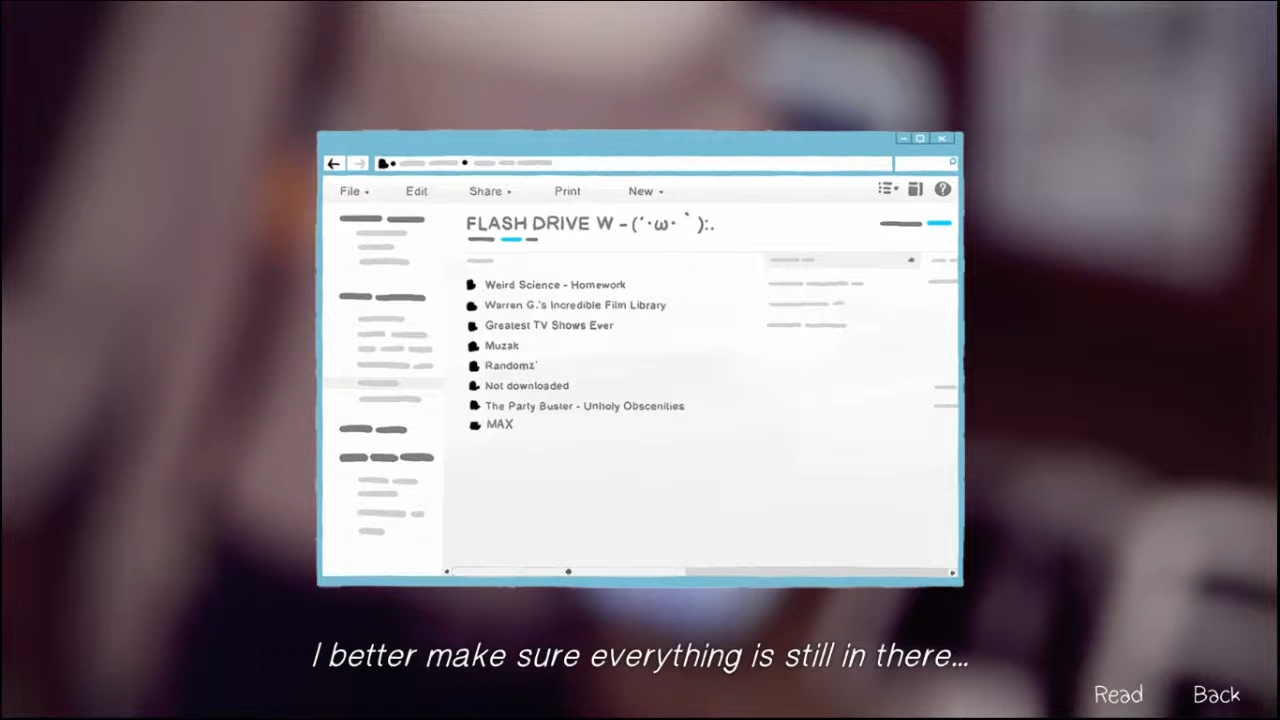 File Edit Share Print New
FLASH DRIVE W -(´･ω･｀):.
Weird Science - Homework
Warren G.'s Incredible Film Library
Greatest TV Shows Ever
Muzak
Randomz'
Not downloaded
The Party Buster - Unholy Obscenities
MAX
I better make sure everything is still in there...
Read Back